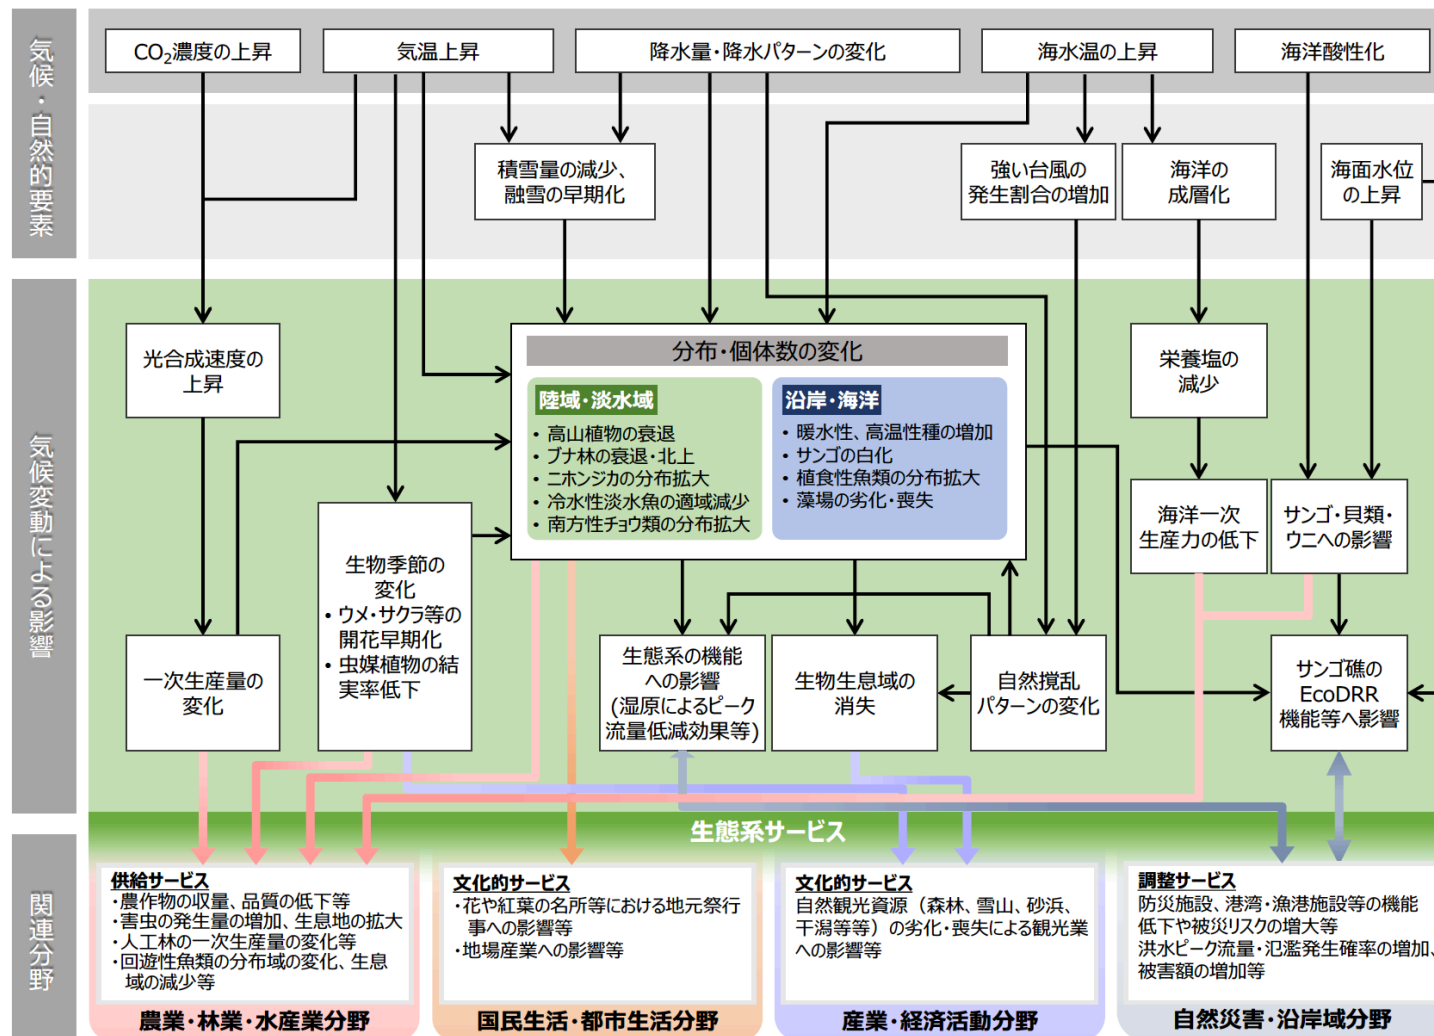 気候・自然的要素
CO₂濃度の上昇
気温上昇
降水量・降水パターンの変化
海水温の上昇
海洋酸性化
積雪量の減少、
融雪の早期化
強い台風の
発生割合の増加
海洋の
成層化
海面水位
の上昇
気候変動による影響
光合成速度の
上昇
分布・個体数の変化
陸域・淡水域
• 高山植物の衰退
• ブナ林の衰退・北上
• ニホンジカの分布拡大
• 冷水性淡水魚の適域減少
• 南方性チョウ類の分布拡大
沿岸・海洋
• 暖水性、高温性種の増加
• サンゴの白化
• 植食性魚類の分布拡大
• 藻場の劣化・喪失
栄養塩の
減少
生物季節の
変化
• ウメ・サクラ等の
開花早期化
• 虫媒植物の結
実率低下
海洋一次
生産力の低下
サンゴ・貝類・
ウニへの影響
一次生産量の
変化
生態系の機能
への影響
(湿原によるピーク
流量低減効果等)
生物生息域の
消失
自然撹乱
パターンの変化
サンゴ礁の
EcoDRR
機能等へ影響
生態系サービス
関連分野
供給サービス
・農作物の収量、品質の低下等
・害虫の発生量の増加、生息地の拡大
・人工林の一次生産量の変化等
・回遊性魚類の分布域の変化、生息
域の減少等
農業・林業・水産業分野
文化的サービス
・花や紅葉の名所等における地元祭行
事への影響等
・地場産業への影響等
国民生活・都市生活分野
文化的サービス
自然観光資源（森林、雪山、砂浜、
干潟等等）の劣化・喪失による観光業
への影響等
産業・経済活動分野
調整サービス
防災施設、港湾・漁港施設等の機能
低下や被災リスクの増大等
洪水ピーク流量・氾濫発生確率の増加、
被害額の増加等
自然災害・沿岸域分野